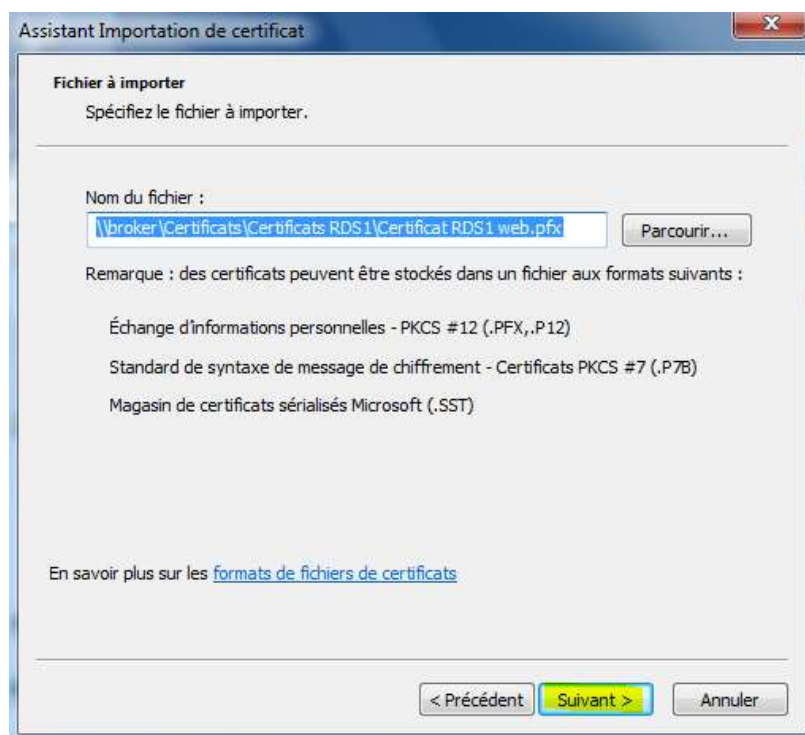 Assistant Importation de certificat
Fichier à importer
Spécifiez le fichier à importer.
Nom du fichier :
\\broker\Certificats\Certificats RDS1\Certificat RDS1 web.pfx
Parcourir...
Remarque : des certificats peuvent être stockés dans un fichier aux formats suivants :
Échange d'informations personnelles - PKCS #12 (.PFX,.P12)
Standard de syntaxe de message de chiffrement - Certificats PKCS #7 (.P7B)
Magasin de certificats sérialisés Microsoft (.SST)
En savoir plus sur les formats de fichiers de certificats
< Précédent Suivant > Annuler